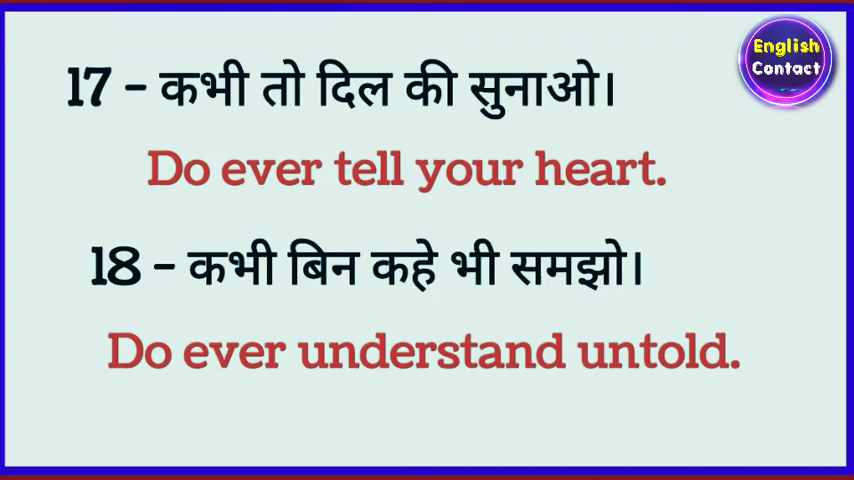 17 - कभी तो दिल की सुनाओ।
Do ever tell your heart.
18 - कभी बिन कहे भी समझो।
Do ever understand untold.
English
Contact